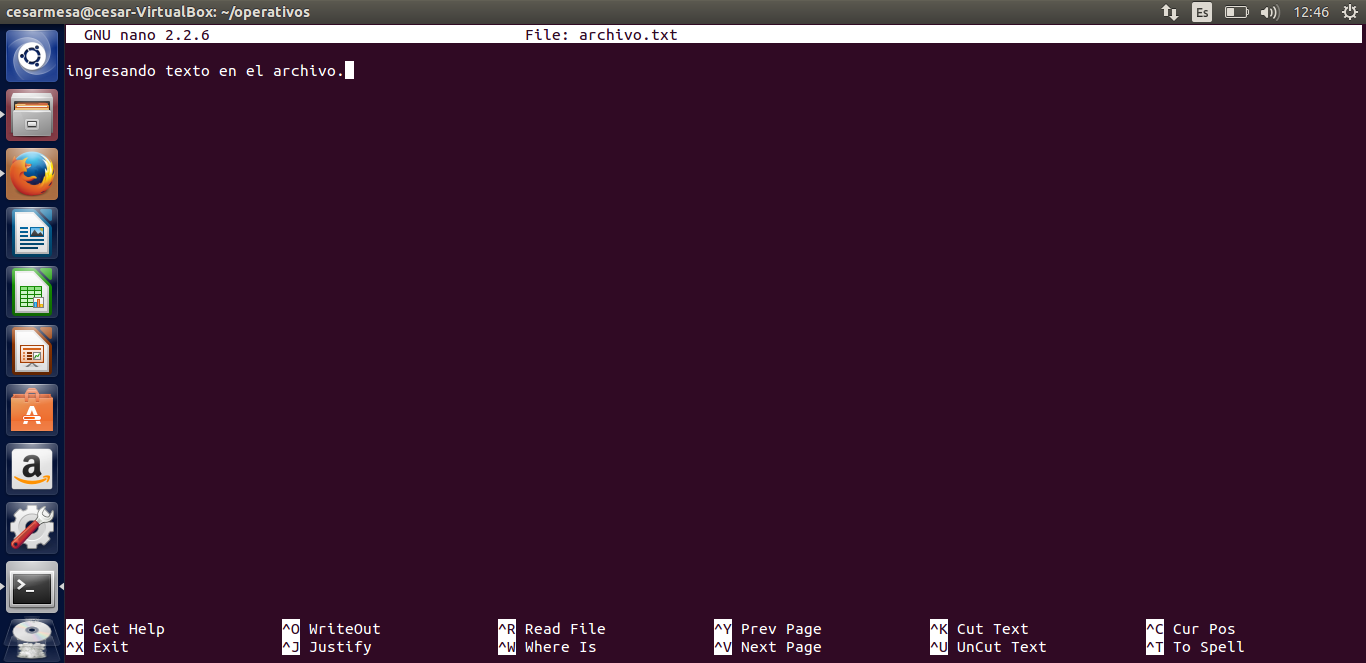 cesarmesa@cesar-VirtualBox: ~/operativos Es 12:46
GNU nano 2.2.6 File: archivo.txt
ingresando texto en el archivo.
^G Get Help ^O WriteOut ^R Read File ^Y Prev Page ^K Cut Text ^C Cur Pos
^X Exit ^J Justify ^W Where Is ^V Next Page ^U UnCut Text ^T To Spell